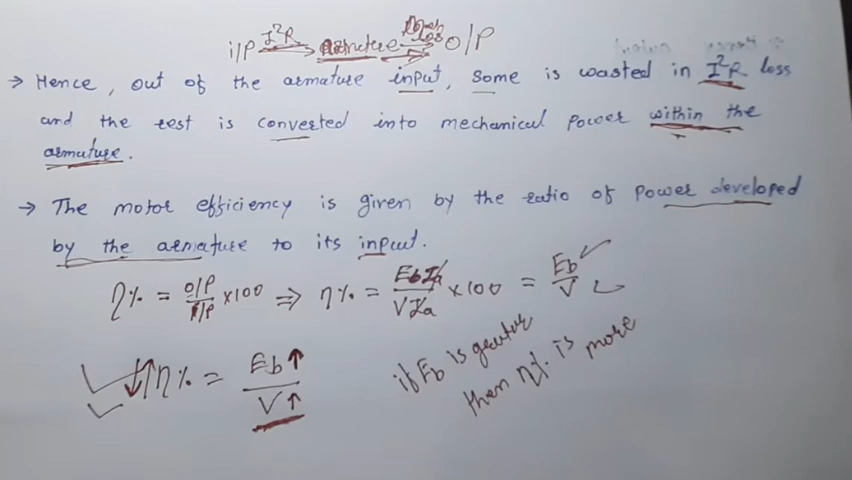 i/P I²R armature loss O/P
→ Hence, out of the armature input, some is wasted in I²R loss
and the rest is converted into mechanical power within the
armature.
→ The motor efficiency is given by the ratio of power developed
by the armature to its input.
η% = O/P / I/P × 100 ⇒ η% = EbIa / VIa × 100 = Eb / V
η% = Eb↑ / V↑
if Eb is greater
then η% is more